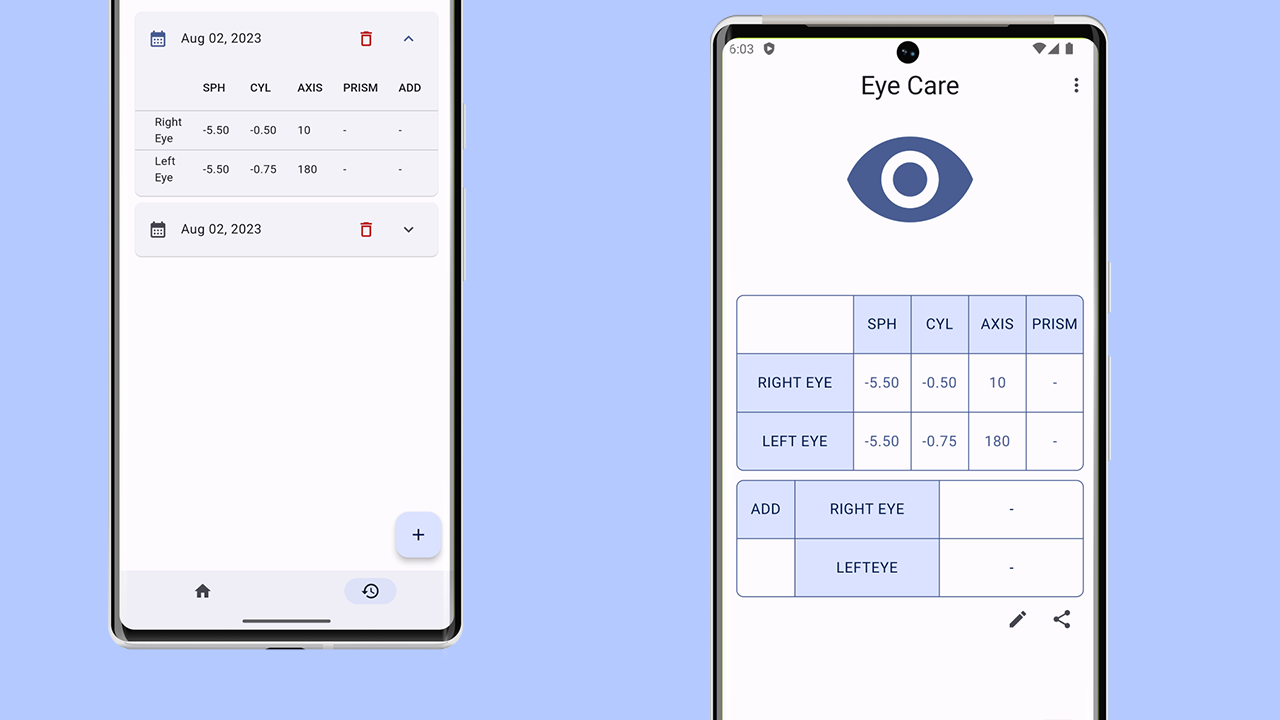 Aug 02, 2023
SPH CYL AXIS PRISM ADD
Right
Eye
-5.50 -0.50 10 - -
Left
Eye
-5.50 -0.75 180 - -
Aug 02, 2023
+
6:03
Eye Care
SPH CYL AXIS PRISM
RIGHT EYE -5.50 -0.50 10 -
LEFT EYE -5.50 -0.75 180 -
ADD RIGHT EYE -
LEFTEYE -